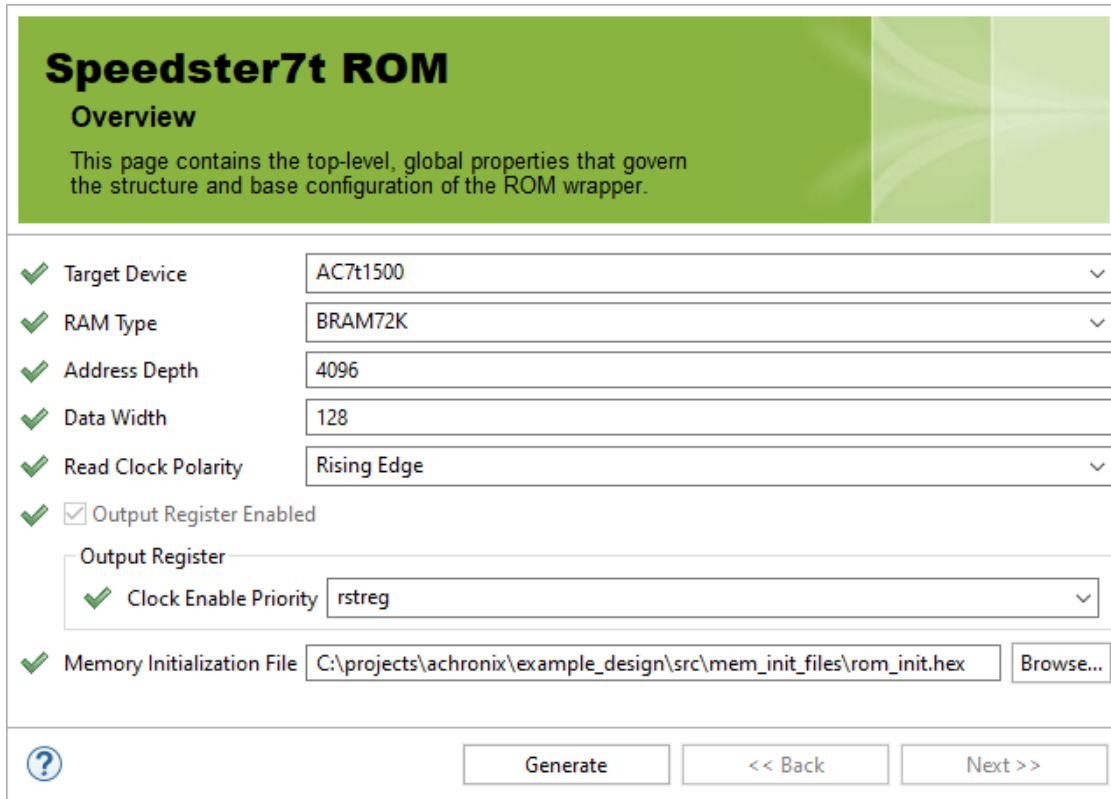 Speedster7t ROM
Overview
This page contains the top-level, global properties that govern
the structure and base configuration of the ROM wrapper.
Target Device AC7t1500
RAM Type BRAM72K
Address Depth 4096
Data Width 128
Read Clock Polarity Rising Edge
Output Register Enabled
Output Register
Clock Enable Priority rstreg
Memory Initialization File C:\projects\achronix\example_design\src\mem_init_files\rom_init.hex Browse...
? Generate << Back Next >>